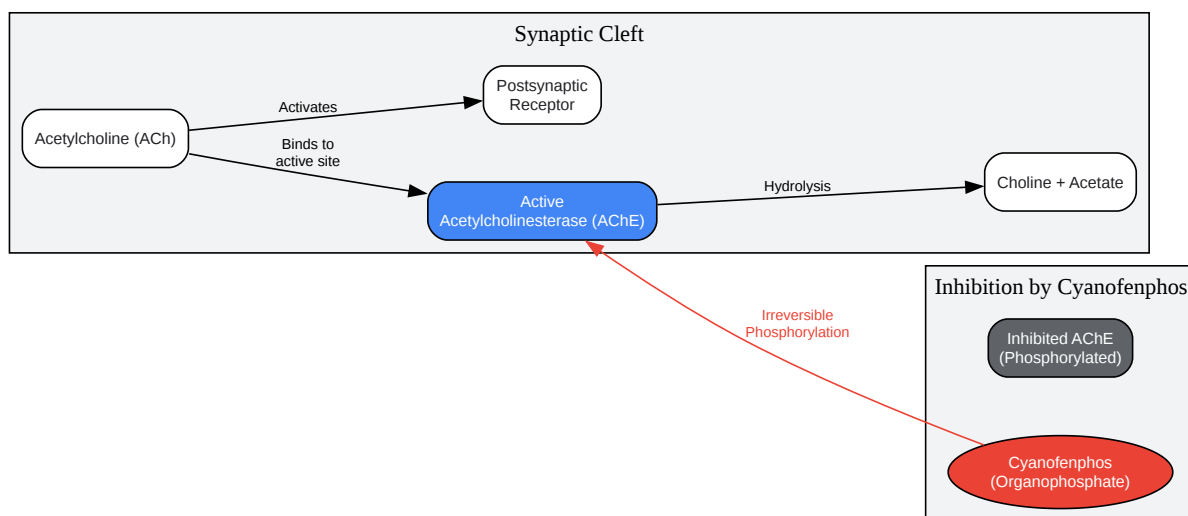 Synaptic Cleft
Acetylcholine (ACh)
Activates
Postsynaptic
Receptor
Binds to
active site
Active
Acetylcholinesterase (AChE)
Hydrolysis
Choline + Acetate
Inhibition by Cyanofenphos
Irreversible
Phosphorylation
Inhibited AChE
(Phosphorylated)
Cyanofenphos
(Organophosphate)